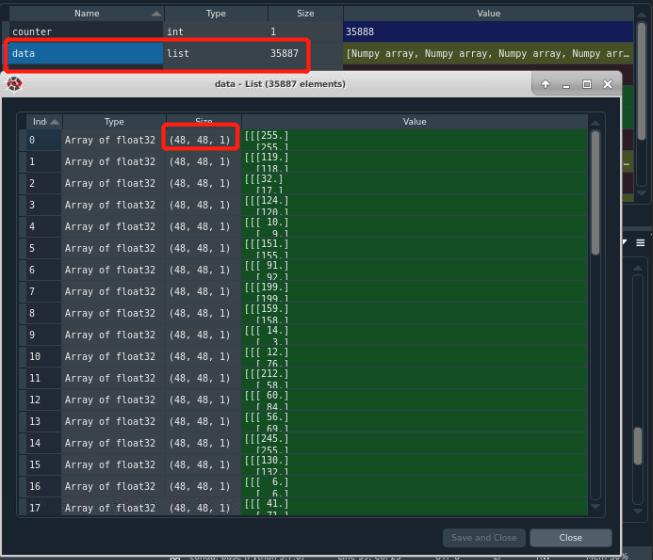 Name Type Size Value
counter int 1 35888
data list 35887 [Numpy array, Numpy array, Numpy array, Numpy arr…
data - List (35887 elements)
Ind Type Size Value
0 Array of float32 (48, 48, 1) [[[255.]
[255.]
1 Array of float32 (48, 48, 1) [[[119.]
[118.]
2 Array of float32 (48, 48, 1) [[[32.]
[17.]
3 Array of float32 (48, 48, 1) [[[124.]
[120.]
4 Array of float32 (48, 48, 1) [[[ 10.]
[ 9.]
5 Array of float32 (48, 48, 1) [[[151.]
[155.]
6 Array of float32 (48, 48, 1) [[[ 91.]
[ 92.]
7 Array of float32 (48, 48, 1) [[[199.]
[199.]
8 Array of float32 (48, 48, 1) [[[159.]
[158.]
9 Array of float32 (48, 48, 1) [[[ 14.]
[ 3.]
10 Array of float32 (48, 48, 1) [[[ 12.]
[ 76.]
11 Array of float32 (48, 48, 1) [[[212.]
[ 58.]
12 Array of float32 (48, 48, 1) [[[ 60.]
[ 84.]
13 Array of float32 (48, 48, 1) [[[ 56.]
[ 69.]
14 Array of float32 (48, 48, 1) [[[245.]
[255.]
15 Array of float32 (48, 48, 1) [[[130.]
[132.]
16 Array of float32 (48, 48, 1) [[[ 6.]
[ 6.]
17 Array of float32 (48, 48, 1) [[[ 41.]
[ 71.]
Save and Close Close